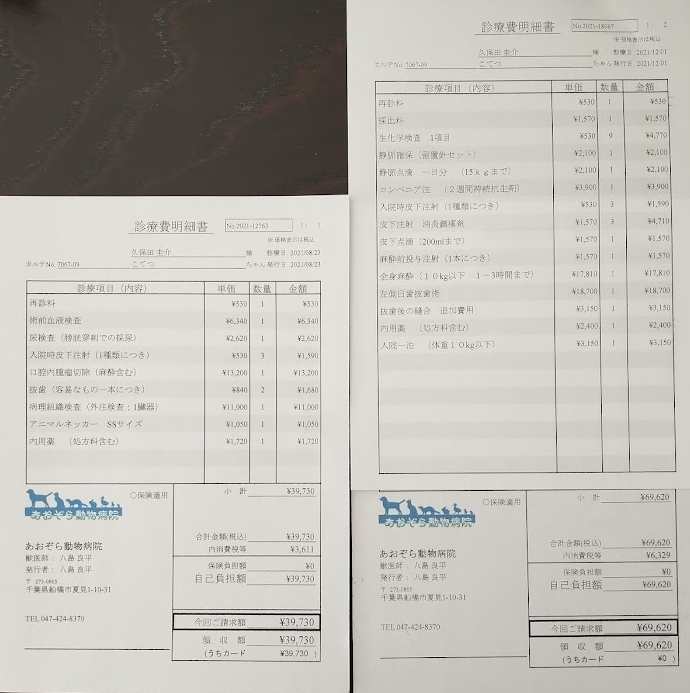 診療費明細書 No.2021-12763 1: 1
※ 価格表示は税込
久保田 圭介 様 診療日 2021/08/23
カルテNo. 7067-09 こてつ ちゃん 発行日 2021/08/23
診療項目（内容） 単価 数量 金額
再診料 ¥530 1 ¥530
術前血液検査 ¥6,340 1 ¥6,340
尿検査（膀胱穿刺での採尿） ¥2,620 1 ¥2,620
入院時皮下注射（1種類につき） ¥530 3 ¥1,590
口腔内腫瘤切除（麻酔含む） ¥13,200 1 ¥13,200
抜歯（容易なもの一本につき） ¥840 2 ¥1,680
病理組織検査（外注検査：1臓器） ¥11,000 1 ¥11,000
アニマルネッカー SSサイズ ¥1,050 1 ¥1,050
内用薬 （処方料含む） ¥1,720 1 ¥1,720
小 計 ¥39,730
あおぞら動物病院
〇保険適用
合計金額(税込) ¥39,730
内消費税等 ¥3,611
保険負担額 ¥0
自己負担額 ¥39,730
あおぞら動物病院
獣医師： 八島 良平
発行者： 八島 良平
〒 273-0865
千葉県船橋市夏見1-10-31
TEL 047-424-8370
今回ご請求額 ¥39,730
領 収 額 ¥39,730
(うちカード ¥39,730 )
診療費明細書 No.2021-18067 1: 2
※ 価格表示は税込
久保田 圭介 様 診療日 2021/12/01
カルテNo. 7067-09 こてつ ちゃん 発行日 2021/12/01
診療項目（内容） 単価 数量 金額
再診料 ¥530 1 ¥530
採血料 ¥1,570 1 ¥1,570
生化学検査 1項目 ¥530 9 ¥4,770
静脈確保（留置針セット） ¥2,100 1 ¥2,100
静脈点滴 一日分 （15ｋｇまで） ¥2,100 1 ¥2,100
コンベニア注 （２週間持続抗生剤） ¥3,900 1 ¥3,900
入院時皮下注射（1種類につき） ¥530 3 ¥1,590
皮下注射 消炎鎮痛剤 ¥1,570 3 ¥4,710
皮下点滴（200mlまで） ¥1,570 1 ¥1,570
麻酔前投与注射（1本につき） ¥1,570 1 ¥1,570
全身麻酔（１０kg以下 １－３時間まで） ¥17,810 1 ¥17,810
左側臼歯抜歯術 ¥18,700 1 ¥18,700
抜歯後の縫合 追加費用 ¥3,150 1 ¥3,150
内用薬 （処方料含む） ¥2,400 1 ¥2,400
入院一泊 （体重１０Kg以下） ¥3,150 1 ¥3,150
小 計 ¥69,620
あおぞら動物病院
〇保険適用
合計金額(税込) ¥69,620
内消費税等 ¥6,329
保険負担額 ¥0
自己負担額 ¥69,620
あおぞら動物病院
獣医師： 八島 良平
発行者： 八島 良平
〒 273-0865
千葉県船橋市夏見1-10-31
TEL 047-424-8370
今回ご請求額 ¥69,620
領 収 額 ¥69,620
(うちカード ¥0 )